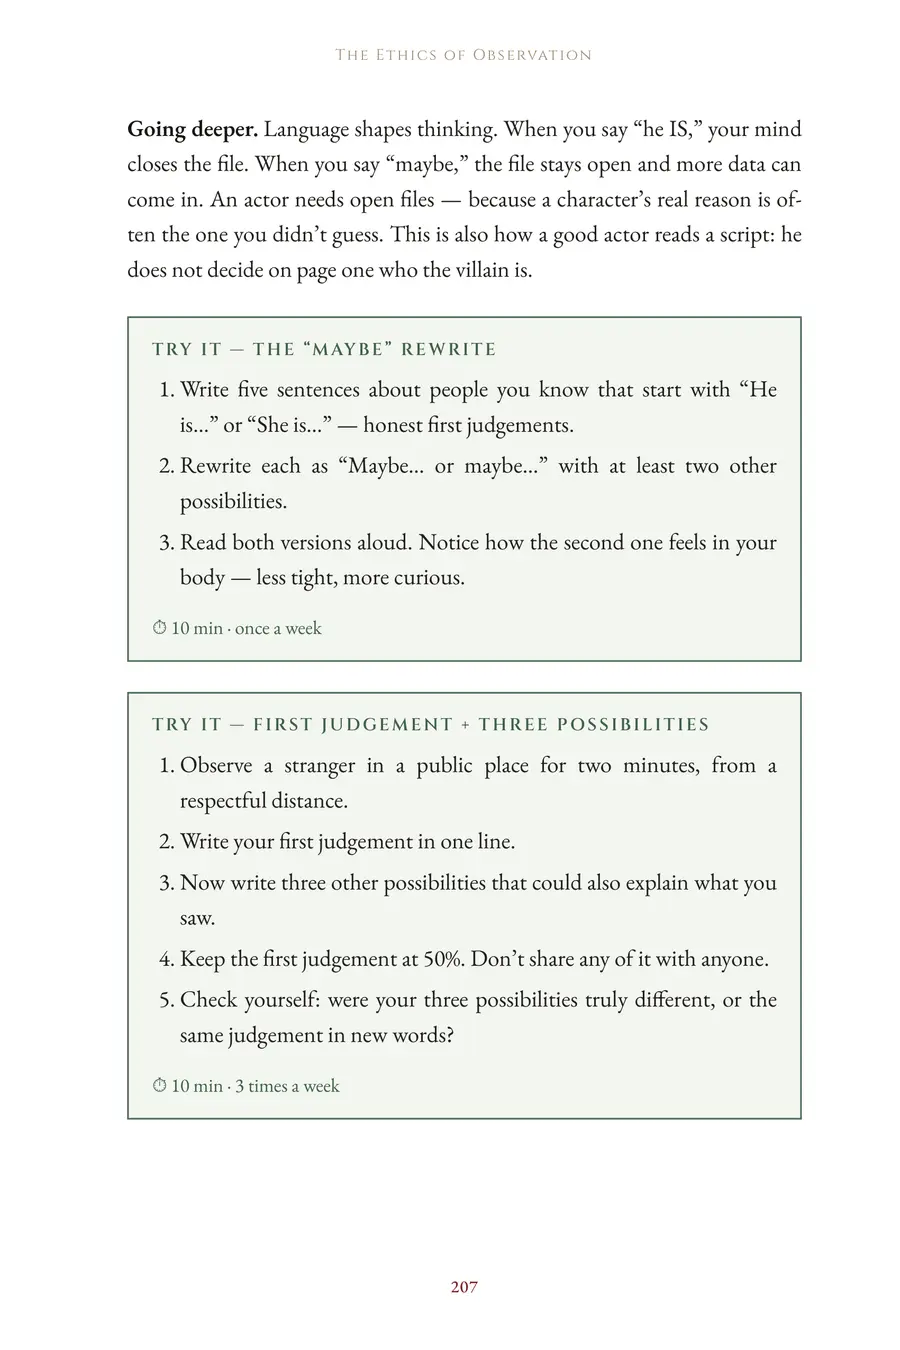 The Ethics of Observation
Going deeper. Language shapes thinking. When you say “he IS,” your mind
closes the file. When you say “maybe,” the file stays open and more data can
come in. An actor needs open files — because a character’s real reason is of-
ten the one you didn’t guess. This is also how a good actor reads a script: he
does not decide on page one who the villain is.
TRY IT — THE “MAYBE” REWRITE
1. Write five sentences about people you know that start with “He
is…” or “She is…” — honest first judgements.
2. Rewrite each as “Maybe… or maybe…” with at least two other
possibilities.
3. Read both versions aloud. Notice how the second one feels in your
body — less tight, more curious.
⏱ 10 min · once a week
TRY IT — FIRST JUDGEMENT + THREE POSSIBILITIES
1. Observe a stranger in a public place for two minutes, from a
respectful distance.
2. Write your first judgement in one line.
3. Now write three other possibilities that could also explain what you
saw.
4. Keep the first judgement at 50%. Don’t share any of it with anyone.
5. Check yourself: were your three possibilities truly different, or the
same judgement in new words?
⏱ 10 min · 3 times a week
207